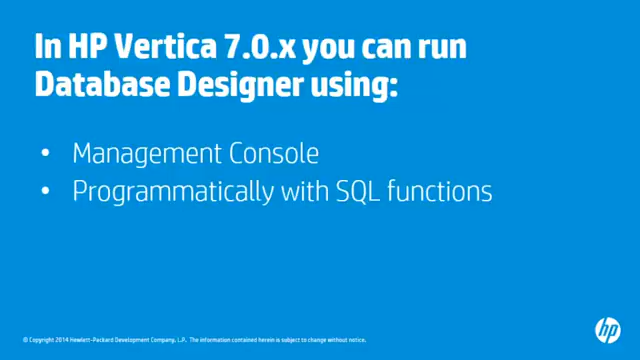 In HP Vertica 7.0.x you can run
Database Designer using:
• Management Console
• Programmatically with SQL functions
hp
© Copyright 2014 Hewlett-Packard Development Company, L.P. The information contained herein is subject to change without notice.